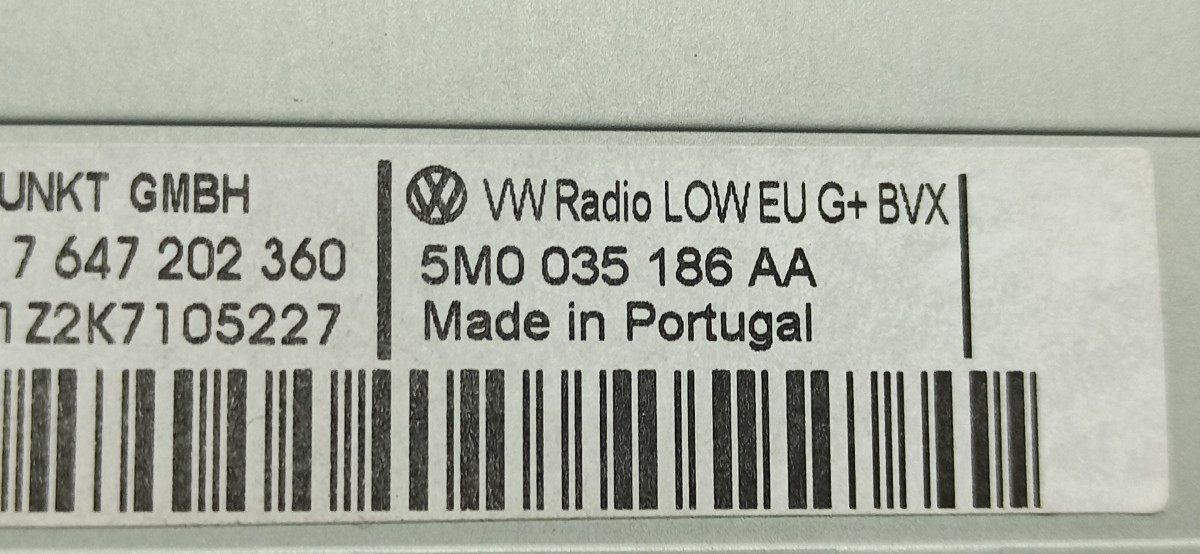 UNKT GMBH
7 647 202 360
1Z2K7105227
VW Radio LOW EU G+ BVX
5M0 035 186 AA
Made in Portugal